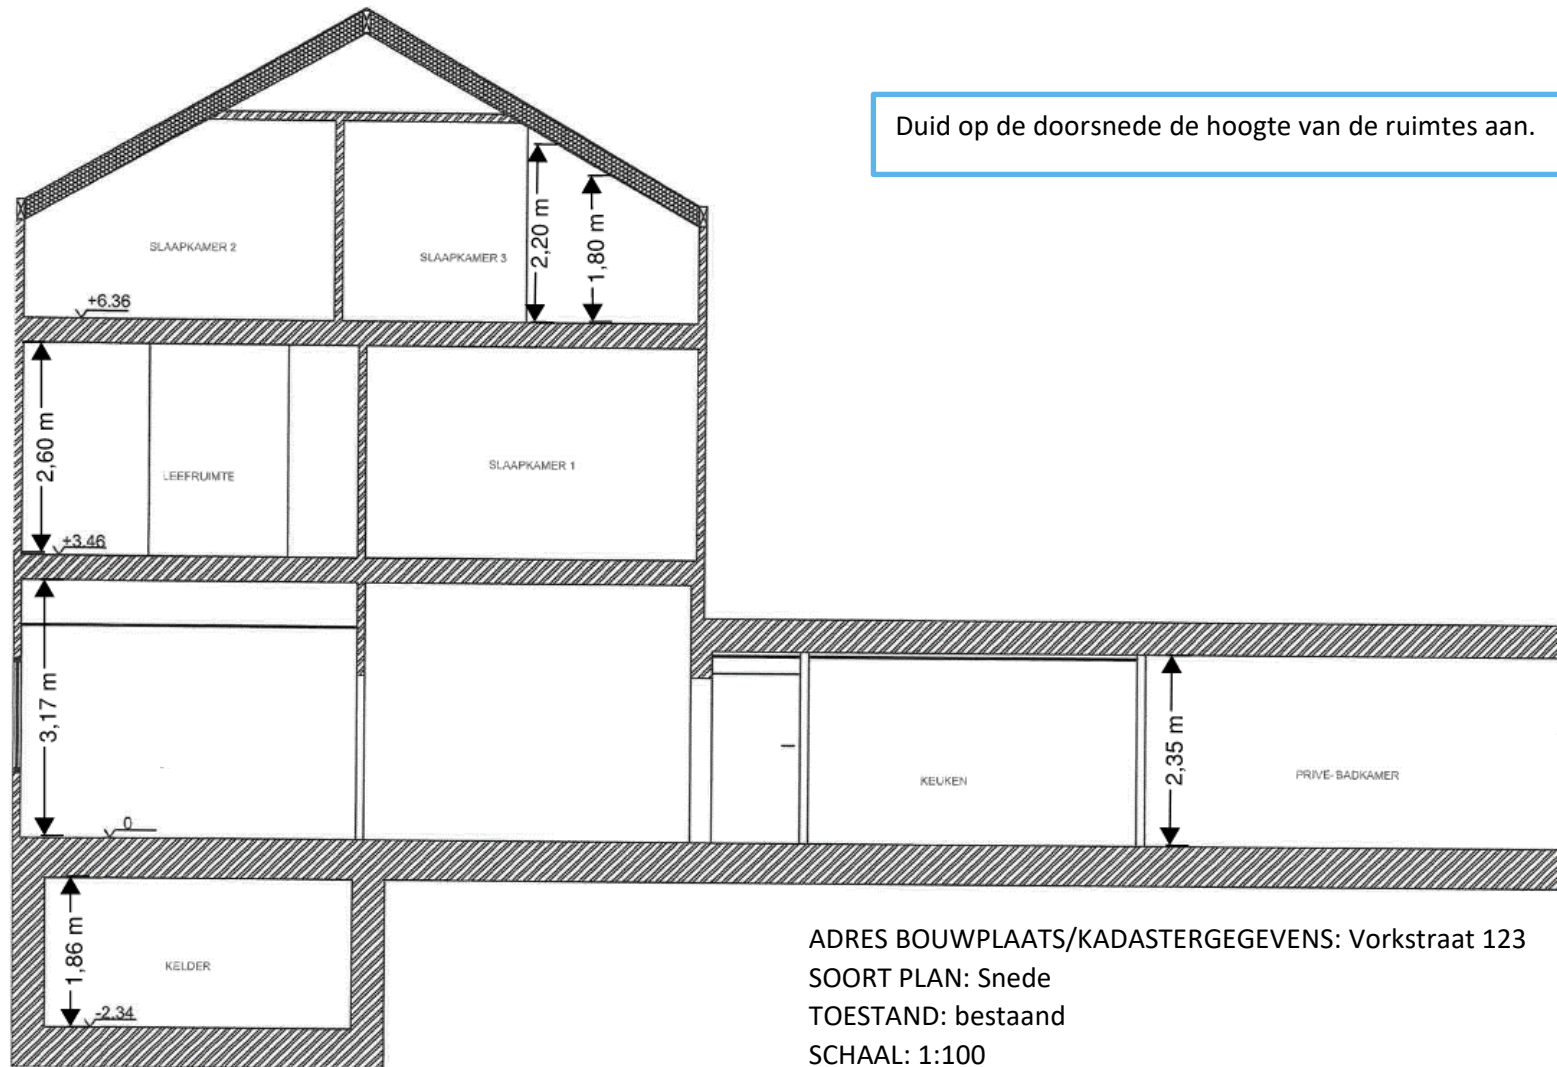 Duid op de doorsnede de hoogte van de ruimtes aan.
SLAAPKAMER 2
SLAAPKAMER 3
2,20 m
1,80 m
+6.36
2,60 m
LEEFRUIMTE
SLAAPKAMER 1
+3.46
3,17 m
0
KEUKEN
2,35 m
PRIVE-BADKAMER
1,86 m
KELDER
-2.34
ADRES BOUWPLAATS/KADASTERGEGEVENS: Vorkstraat 123
SOORT PLAN: Snede
TOESTAND: bestaand
SCHAAL: 1:100